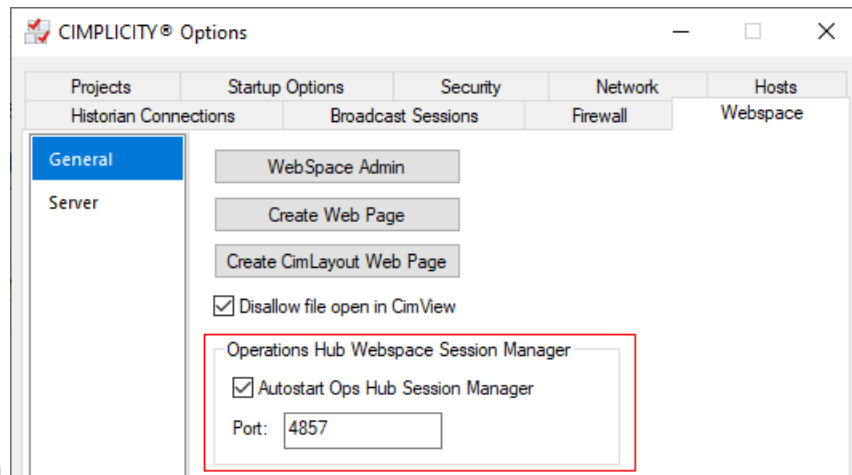 CIMPLICITY® Options
Projects Startup Options Security Network Hosts
Historian Connections Broadcast Sessions Firewall Webspace
General
Server
WebSpace Admin
Create Web Page
Create CimLayout Web Page
Disallow file open in CimView
Operations Hub Webspace Session Manager
Autostart Ops Hub Session Manager
Port: 4857